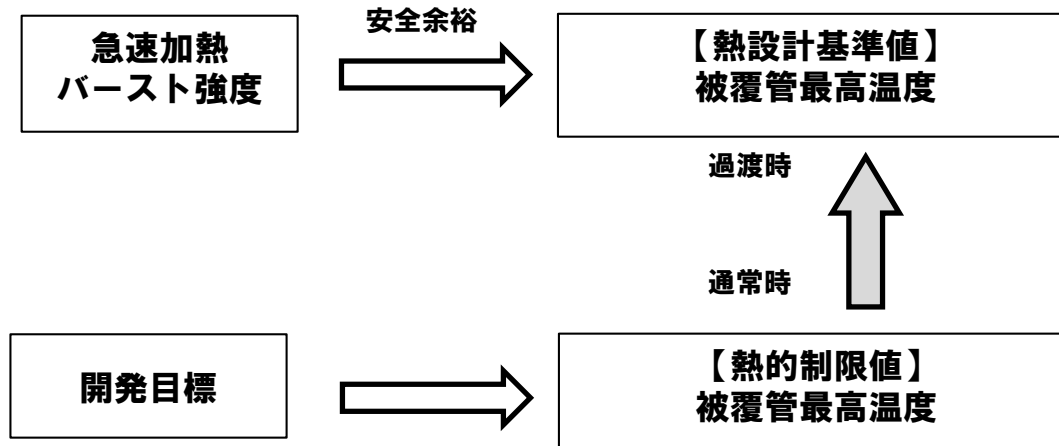 急速加熱
バースト強度
安全余裕
【熱設計基準値】
被覆管最高温度
過渡時
通常時
開発目標
【熱的制限値】
被覆管最高温度